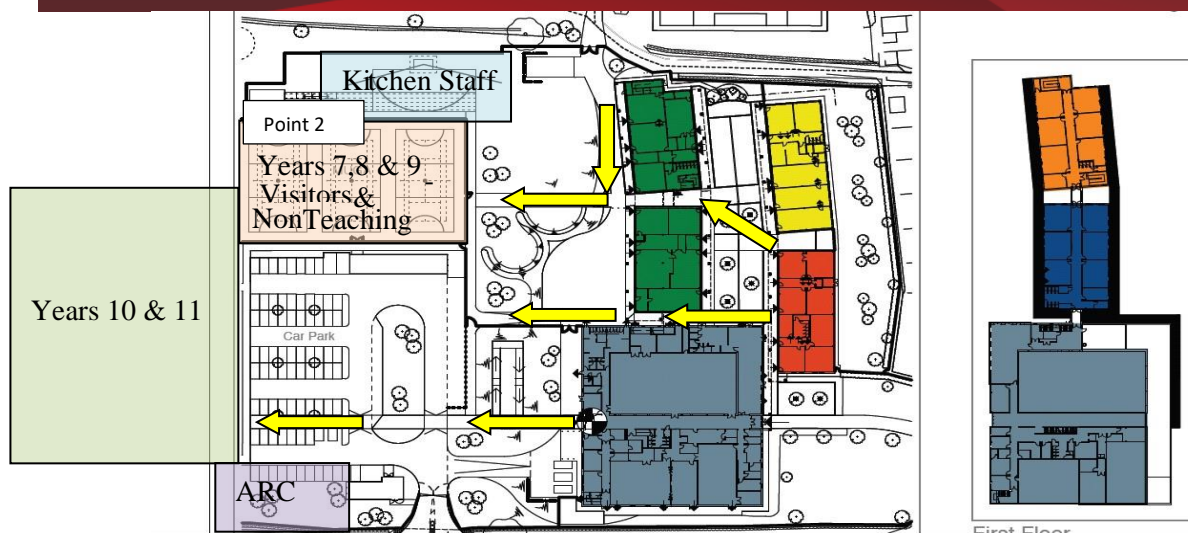 Kitchen Staff
Point 2
Years 7,8 & 9
Visitors&
NonTeaching
Years 10 & 11
Car Park
ARC
First Floor